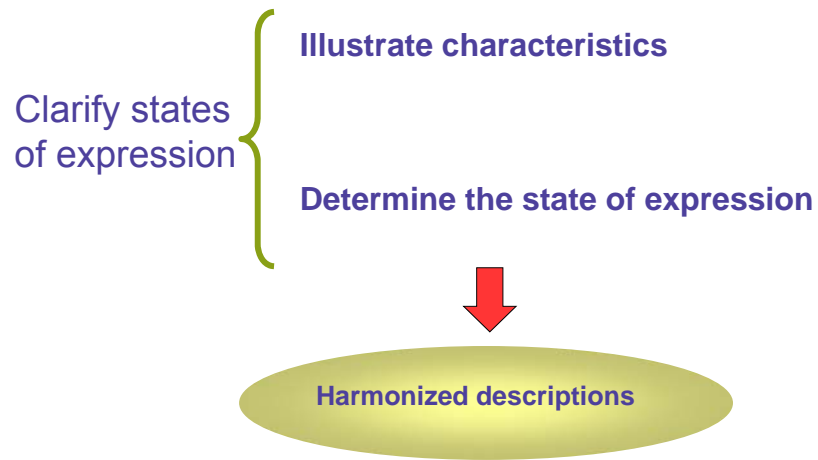 Illustrate characteristics
Clarify states
of expression
Determine the state of expression
Harmonized descriptions